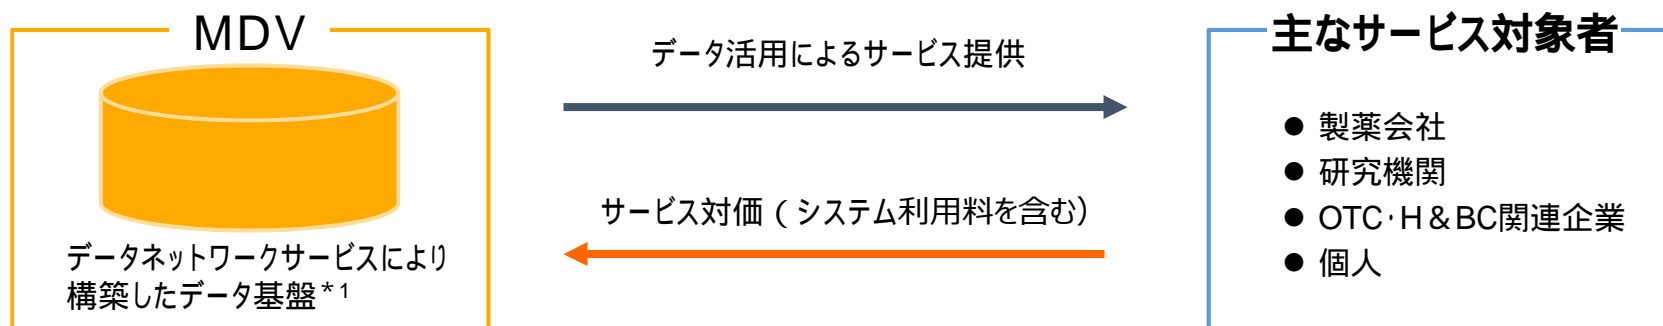 MDV
データネットワークサービスにより
構築したデータ基盤*1
データ活用によるサービス提供
サービス対価（システム利用料を含む）
主なサービス対象者
● 製薬会社
● 研究機関
● OTC･H&BC関連企業
● 個人